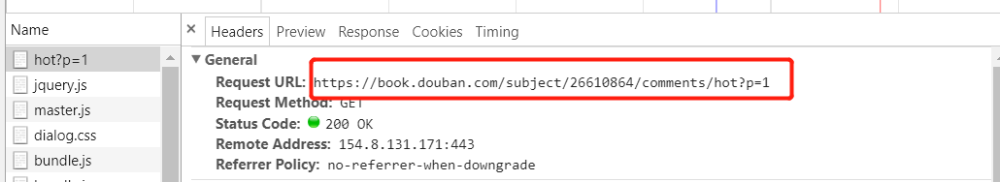 Name
× Headers Preview Response Cookies Timing
hot?p=1
▼ General
Request URL: https://book.douban.com/subject/26610864/comments/hot?p=1
jquery.js
Request Method: GET
master.js
Status Code: 200 OK
dialog.css
Remote Address: 154.8.131.171:443
bundle.js
Referrer Policy: no-referrer-when-downgrade